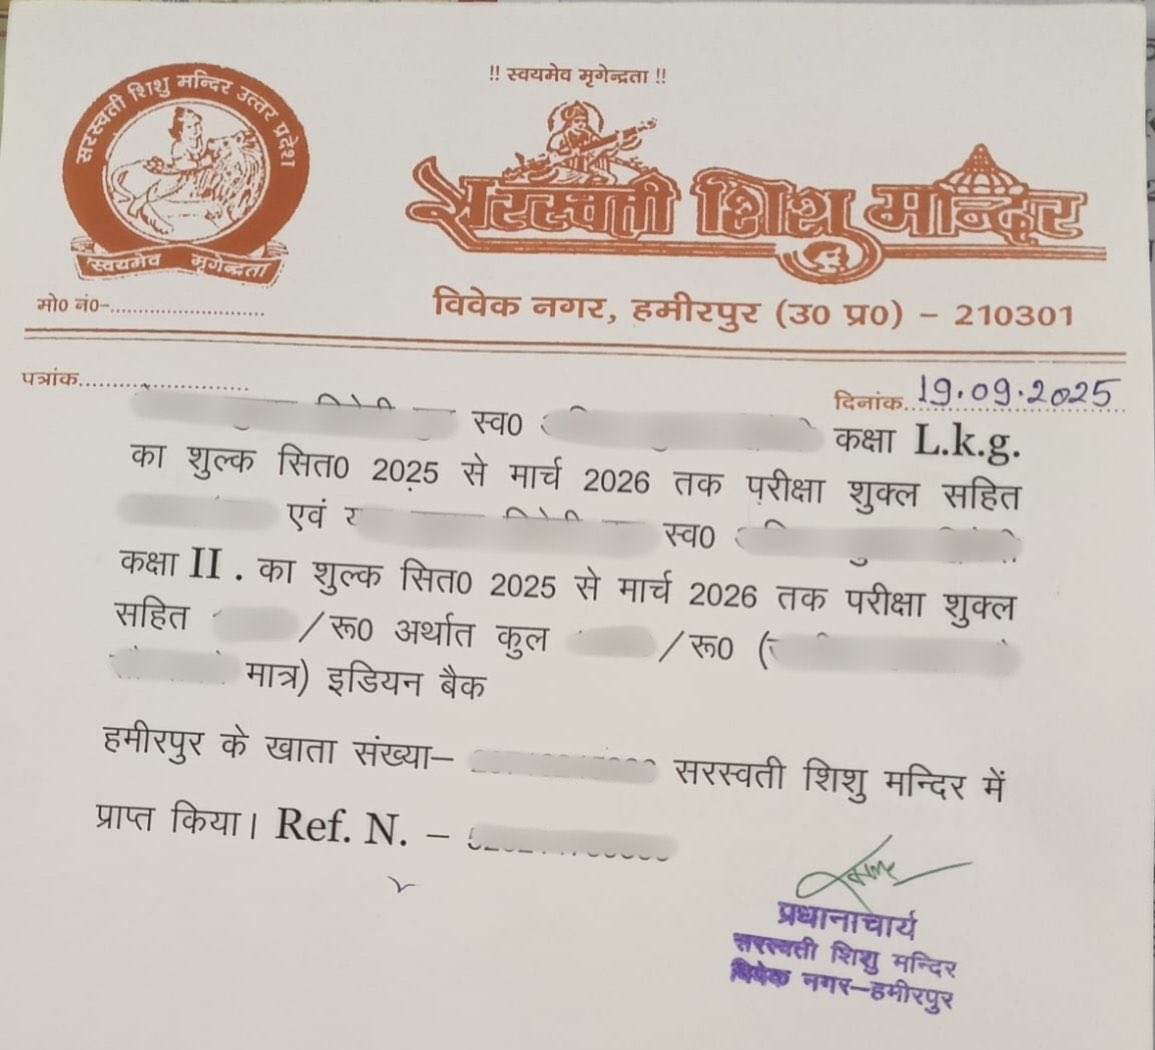 !! स्वयमेव मृगेन्द्रता !!
सरस्वती शिशु मन्दिर उत्तर प्रदेश
स्वयमेव मृगेन्द्रता
सरस्वती शिशु मन्दिर
मो0 नं0-
विवेक नगर, हमीरपुर (उ0 प्र0) - 210301
पत्रांक
दिनांक 19.09.2025
स्व0 कक्षा L.k.g.
का शुल्क सित0 2025 से मार्च 2026 तक परीक्षा शुक्ल सहित
एवं स्व0
कक्षा II . का शुल्क सित0 2025 से मार्च 2026 तक परीक्षा शुक्ल
सहित /रू0 अर्थात कुल /रू0 (
मात्र) इडियन बैक
हमीरपुर के खाता संख्या- सरस्वती शिशु मन्दिर में
प्राप्त किया। Ref. N. -
प्रधानाचार्य
सरस्वती शिशु मन्दिर
विवेक नगर-हमीरपुर